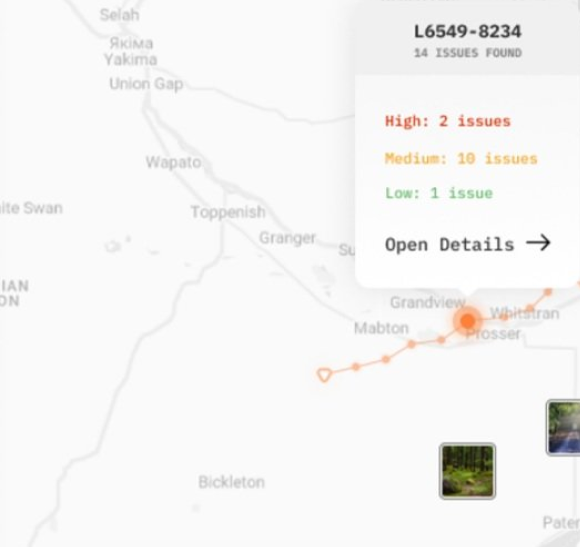 Selah
L6549-8234
14 ISSUES FOUND
Якіма
Yakima
Union Gap
High: 2 issues
Medium: 10 issues
Wapato
Low: 1 issue
ite Swan
Toppenish
Granger
Su
Open Details →
IAN
ON
Grandview
Whitstran
Mabton
Prosser
Bickleton
Pater